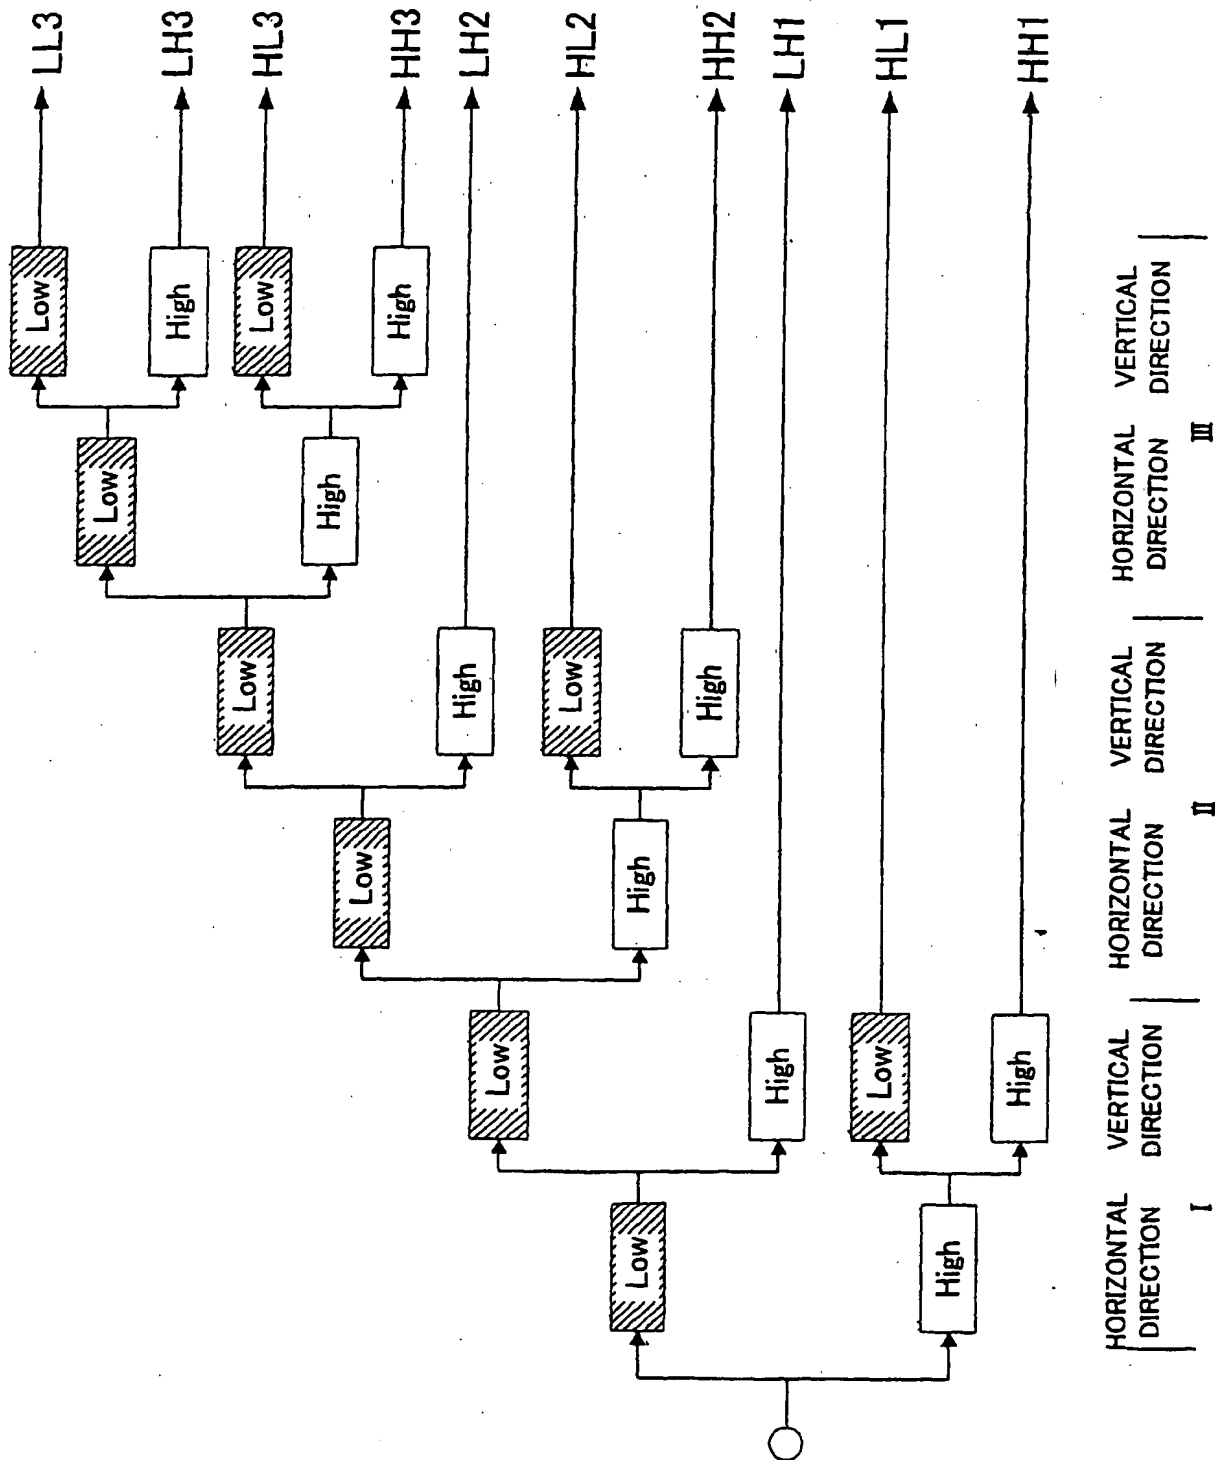 LL3
LH3
HL3
HH3
LH2
HL2
HH2
LH1
HL1
HH1
Low
High
Low
High
Low
High
Low
High
Low
High
Low
High
Low
High
Low
High
Low
High
HORIZONTAL
DIRECTION
VERTICAL
DIRECTION
I
HORIZONTAL
DIRECTION
VERTICAL
DIRECTION
II
HORIZONTAL
DIRECTION
VERTICAL
DIRECTION
III